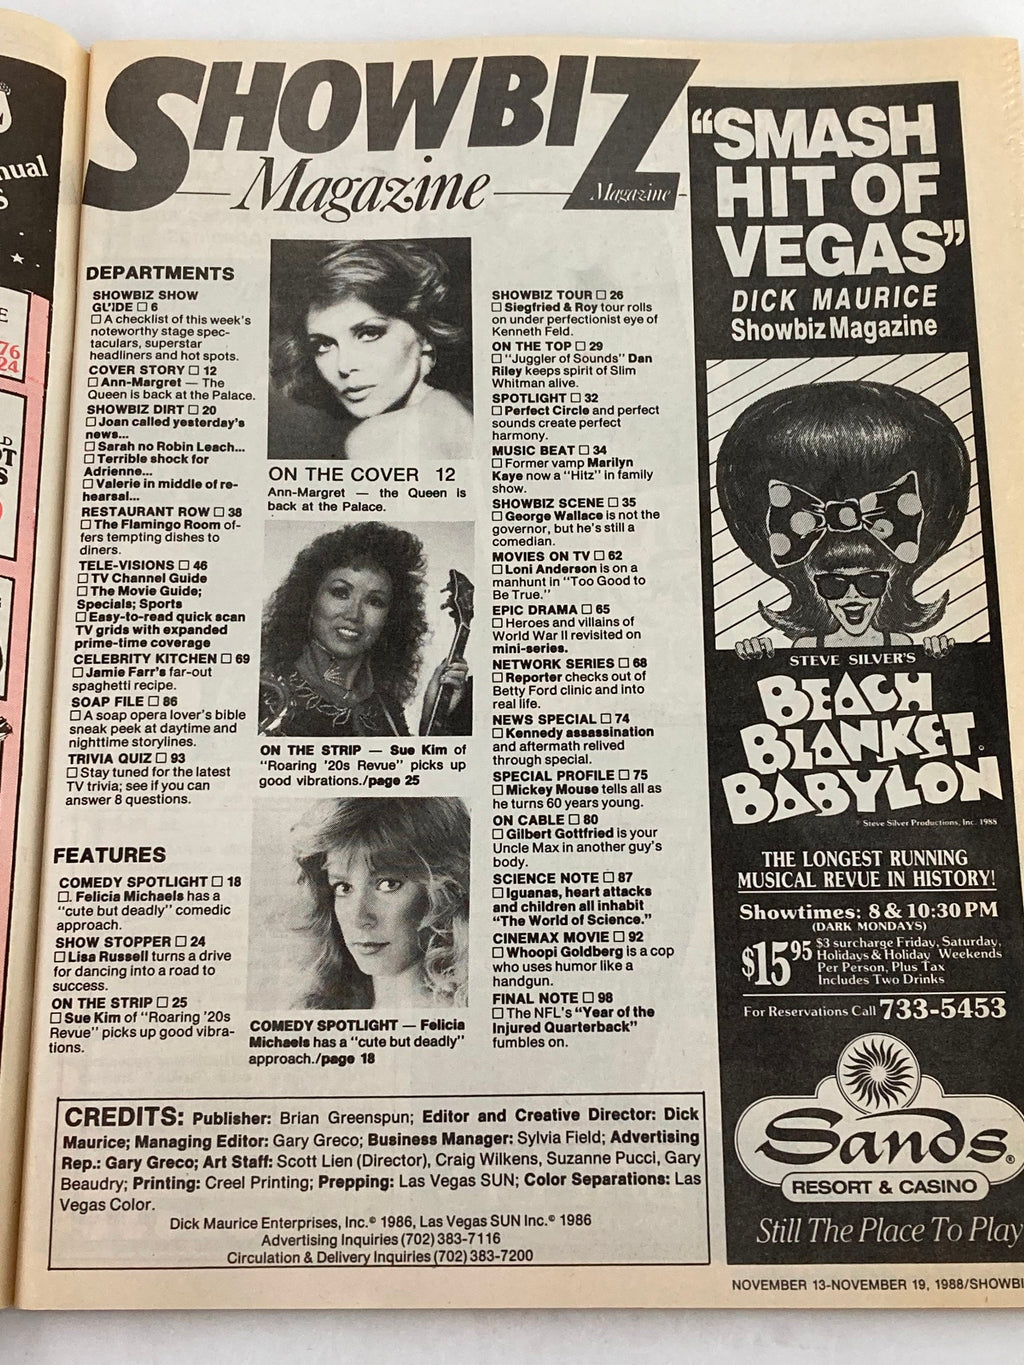 nual
S
E
76
24
SHOWBIZ
Magazine
Magazine
DEPARTMENTS
SHOWBIZ SHOW
GUIDE □ 6
□ A checklist of this week's
noteworthy stage spec-
taculars, superstar
headliners and hot spots.
COVER STORY □ 12
□ Ann-Margret — The
Queen is back at the Palace.
SHOWBIZ DIRT □ 20
□ Joan called yesterday's
news...
□ Sarah no Robin Leach...
□ Terrible shock for
Adrienne...
□ Valerie in middle of re-
hearsal...
RESTAURANT ROW □ 38
□ The Flamingo Room of-
fers tempting dishes to
diners.
TELE-VISIONS □ 46
□ TV Channel Guide
□ The Movie Guide;
Specials; Sports
□ Easy-to-read quick scan
TV grids with expanded
prime-time coverage
CELEBRITY KITCHEN □ 69
□ Jamie Farr's far-out
spaghetti recipe.
SOAP FILE □ 86
□ A soap opera lover's bible
sneak peek at daytime and
nighttime storylines.
TRIVIA QUIZ □ 93
□ Stay tuned for the latest
TV trivia; see if you can
answer 8 questions.
FEATURES
COMEDY SPOTLIGHT □ 18
□. Felicia Michaels has a
"cute but deadly" comedic
approach.
SHOW STOPPER □ 24
□ Lisa Russell turns a drive
for dancing into a road to
success.
ON THE STRIP □ 25
□ Sue Kim of "Roaring '20s
Revue" picks up good vibra-
tions.
ON THE COVER 12
Ann-Margret — the Queen is
back at the Palace.
ON THE STRIP — Sue Kim of
"Roaring '20s Revue" picks up
good vibrations./page 25
COMEDY SPOTLIGHT — Felicia
Michaels has a "cute but deadly"
approach./page 18
SHOWBIZ TOUR □ 26
□ Siegfried & Roy tour rolls
on under perfectionist eye of
Kenneth Feld.
ON THE TOP □ 29
□ "Juggler of Sounds" Dan
Riley keeps spirit of Slim
Whitman alive.
SPOTLIGHT □ 32
□ Perfect Circle and perfect
sounds create perfect
harmony.
MUSIC BEAT □ 34
□ Former vamp Marilyn
Kaye now a "Hitz" in family
show.
SHOWBIZ SCENE □ 35
□ George Wallace is not the
governor, but he's still a
comedian.
MOVIES ON TV □ 62
□ Loni Anderson is on a
manhunt in "Too Good to
Be True."
EPIC DRAMA □ 65
□ Heroes and villains of
World War II revisited on
mini-series.
NETWORK SERIES □ 68
□ Reporter checks out of
Betty Ford clinic and into
real life.
NEWS SPECIAL □ 74
□ Kennedy assassination
and aftermath relived
through special.
SPECIAL PROFILE □ 75
□ Mickey Mouse tells all as
he turns 60 years young.
ON CABLE □ 80
□ Gilbert Gottfried is your
Uncle Max in another guy's
body.
SCIENCE NOTE □ 87
□ Iguanas, heart attacks
and children all inhabit
"The World of Science."
CINEMAX MOVIE □ 92
□ Whoopi Goldberg is a cop
who uses humor like a
handgun.
FINAL NOTE □ 98
□ The NFL's "Year of the
Injured Quarterback"
fumbles on.
CREDITS: Publisher: Brian Greenspun; Editor and Creative Director: Dick
Maurice; Managing Editor: Gary Greco; Business Manager: Sylvia Field; Advertising
Rep.: Gary Greco; Art Staff: Scott Lien (Director), Craig Wilkens, Suzanne Pucci, Gary
Beaudry; Printing: Creel Printing; Prepping: Las Vegas SUN; Color Separations: Las
Vegas Color.
Dick Maurice Enterprises, Inc.© 1986, Las Vegas SUN Inc.© 1986
Advertising Inquiries (702) 383-7116
Circulation & Delivery Inquiries (702) 383-7200
"SMASH
HIT OF
VEGAS"
DICK MAURICE
Showbiz Magazine
STEVE SILVER'S
BEACH
BLANKET
BABYLON
© Steve Silver Productions, Inc. 1988
THE LONGEST RUNNING
MUSICAL REVUE IN HISTORY!
Showtimes: 8 & 10:30 PM
(DARK MONDAYS)
$15.95 $3 surcharge Friday, Saturday,
Holidays & Holiday Weekends
Per Person, Plus Tax
Includes Two Drinks
For Reservations Call 733-5453
Sands®
RESORT & CASINO
Still The Place To Play
NOVEMBER 13-NOVEMBER 19, 1988/SHOWBI